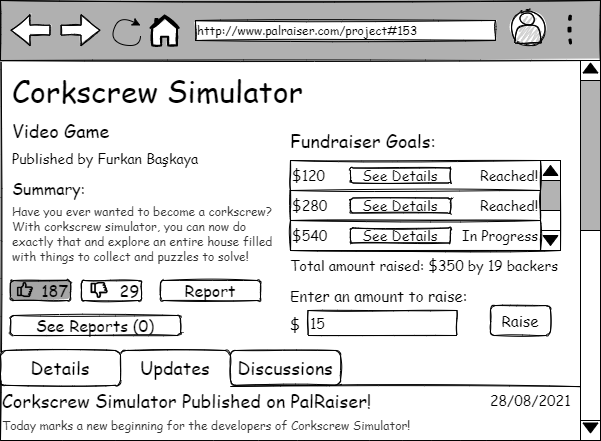 http://www.palraiser.com/project#153
Corkscrew Simulator
Video Game
Published by Furkan Başkaya
Summary:
Have you ever wanted to become a corkscrew?
With corkscrew simulator, you can now do
exactly that and explore an entire house filled
with things to collect and puzzles to solve!
187
29
Report
See Reports (0)
Fundraiser Goals:
$120 See Details Reached!
$280 See Details Reached!
$540 See Details In Progress
Total amount raised: $350 by 19 backers
Enter an amount to raise:
$ 15 Raise
Details Updates Discussions
Corkscrew Simulator Published on PalRaiser! 28/08/2021
Today marks a new beginning for the developers of Corkscrew Simulator!